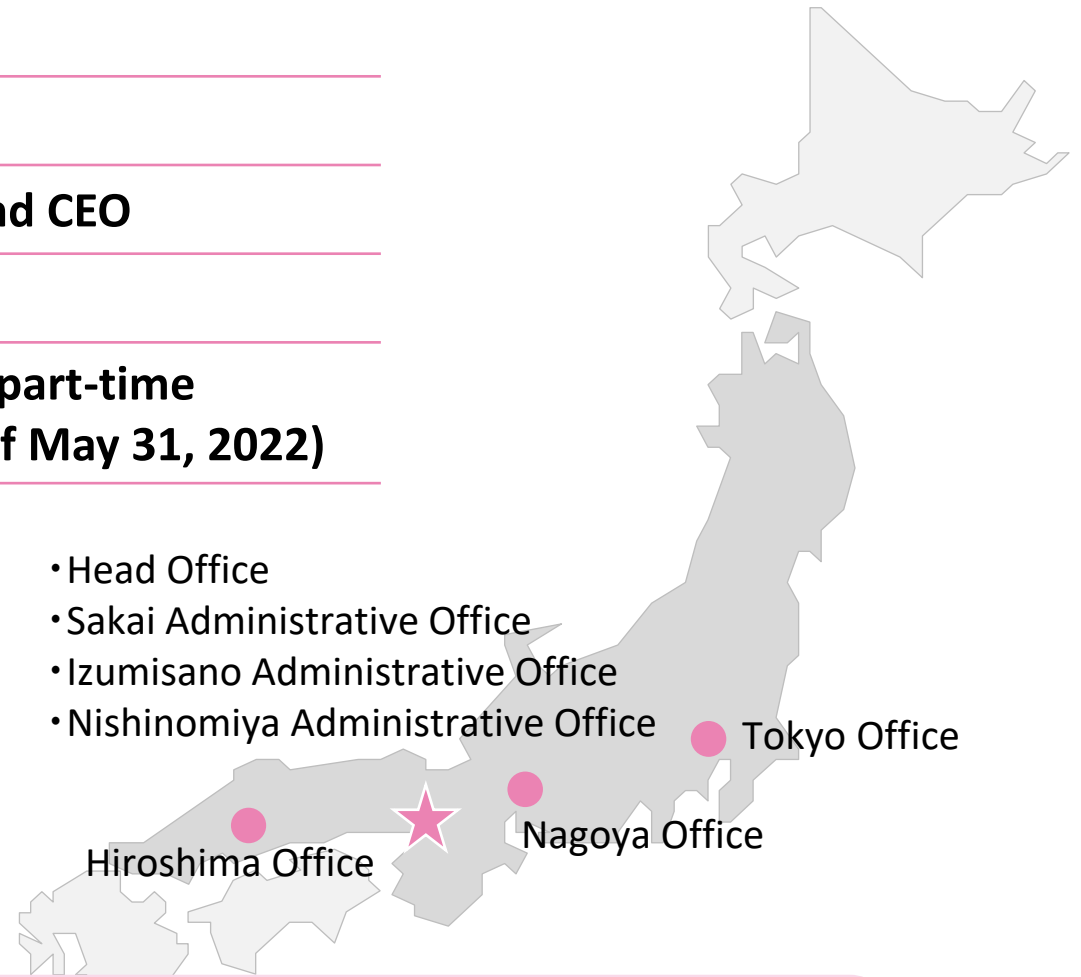 nd CEO
part-time
f May 31, 2022)
・Head Office
・Sakai Administrative Office
・Izumisano Administrative Office
・Nishinomiya Administrative Office
Tokyo Office
Nagoya Office
Hiroshima Office